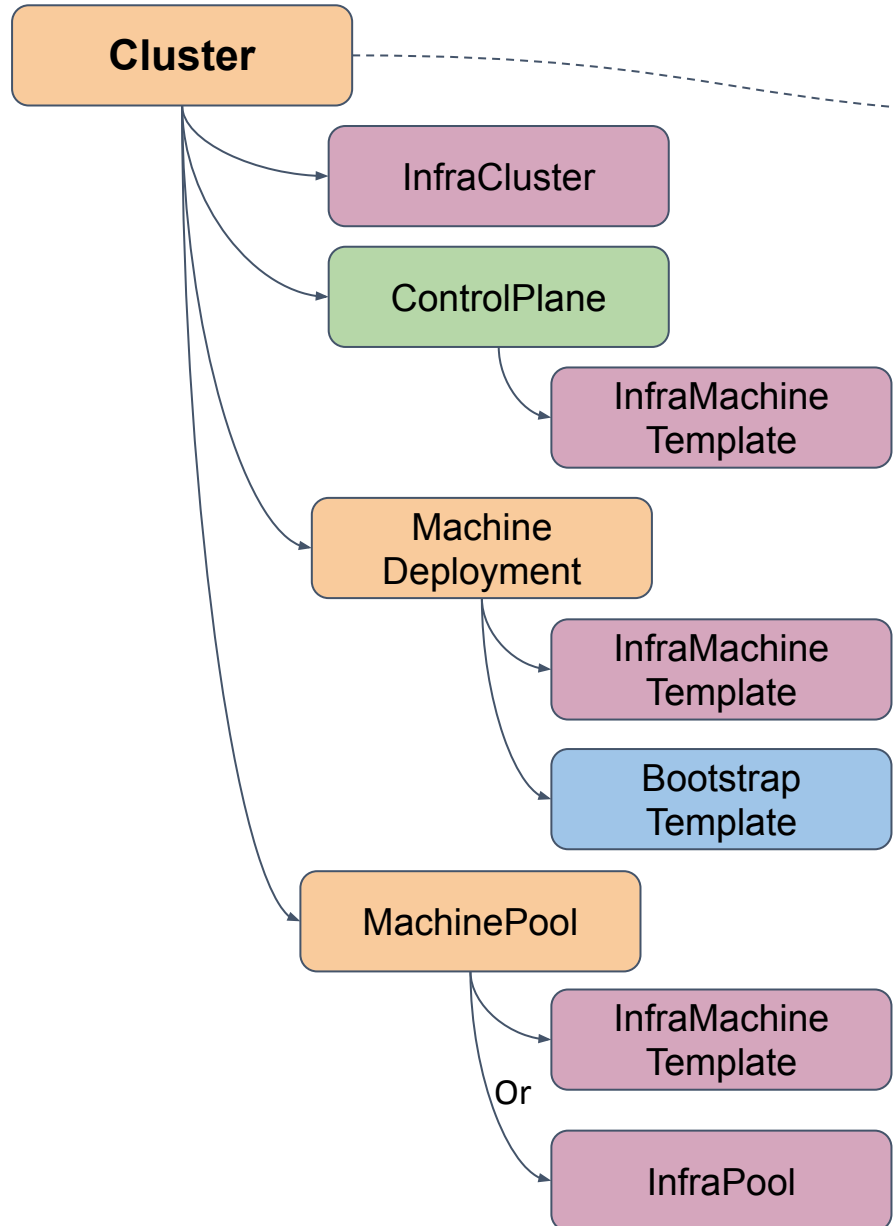 Cluster
InfraCluster
ControlPlane
InfraMachine
Template
Machine
Deployment
InfraMachine
Template
Bootstrap
Template
MachinePool
InfraMachine
Template
Or
InfraPool